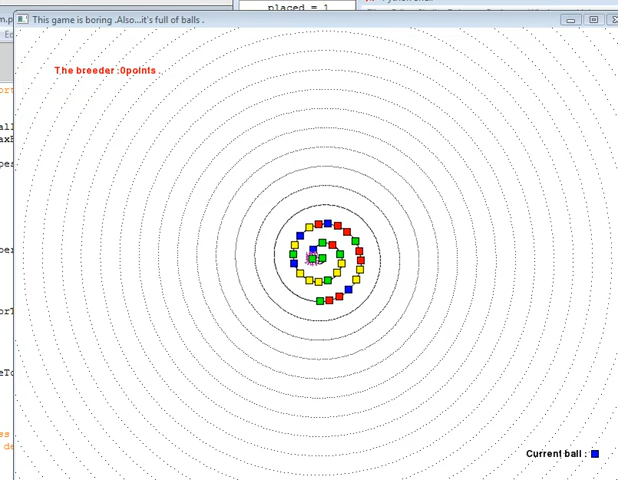 placed = 1
This game is boring .Also...it's full of balls .
The breeder :0points .
Current ball :